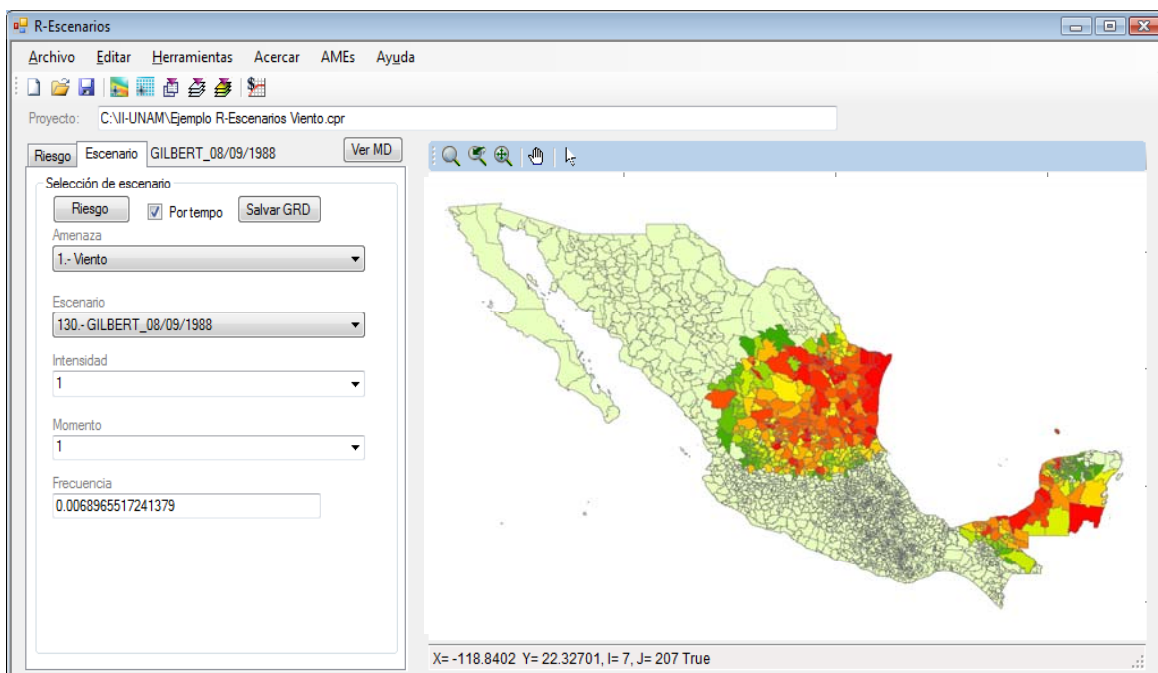 R-Escenarios
Archivo Editar Herramientas Acercar AMEs Ayuda
Proyecto: C:\II-UNAM\Ejemplo R-Escenarios Viento.cpr
Riesgo Escenario GILBERT_08/09/1988 Ver MD
Selección de escenario
Riesgo Por tempo Salvar GRD
Amenaza
1.- Viento
Escenario
130.- GILBERT_08/09/1988
Intensidad
1
Momento
1
Frecuencia
0.0068965517241379
X= -118.8402 Y= 22.32701, I= 7, J= 207 True